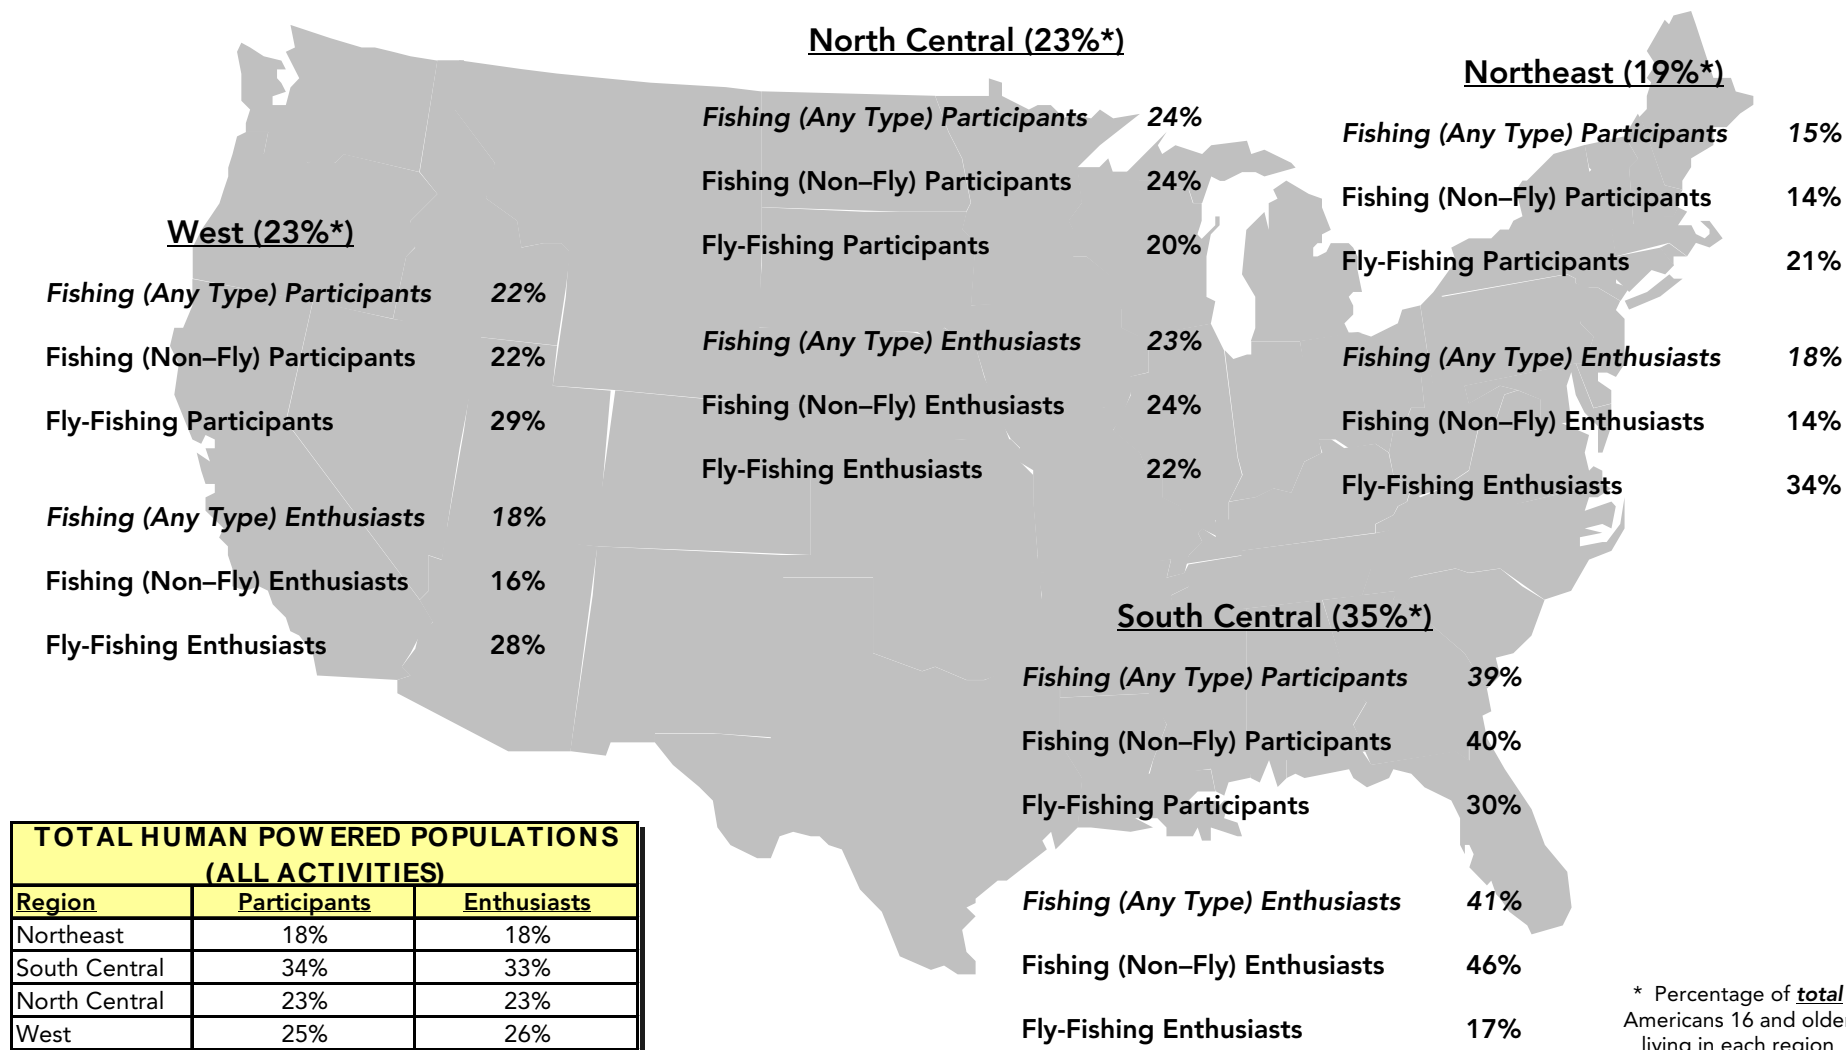 North Central (23%*)
Fishing (Any Type) Participants 24%
Fishing (Non–Fly) Participants 24%
Fly-Fishing Participants 20%
Fishing (Any Type) Enthusiasts 23%
Fishing (Non–Fly) Enthusiasts 24%
Fly-Fishing Enthusiasts 22%
Northeast (19%*)
Fishing (Any Type) Participants 15%
Fishing (Non–Fly) Participants 14%
Fly-Fishing Participants 21%
Fishing (Any Type) Enthusiasts 18%
Fishing (Non–Fly) Enthusiasts 14%
Fly-Fishing Enthusiasts 34%
West (23%*)
Fishing (Any Type) Participants 22%
Fishing (Non–Fly) Participants 22%
Fly-Fishing Participants 29%
Fishing (Any Type) Enthusiasts 18%
Fishing (Non–Fly) Enthusiasts 16%
Fly-Fishing Enthusiasts 28%
South Central (35%*)
Fishing (Any Type) Participants 39%
Fishing (Non–Fly) Participants 40%
Fly-Fishing Participants 30%
Fishing (Any Type) Enthusiasts 41%
Fishing (Non–Fly) Enthusiasts 46%
Fly-Fishing Enthusiasts 17%
TOTAL HUMAN POWERED POPULATIONS
(ALL ACTIVITIES)
Region Participants Enthusiasts
Northeast 18% 18%
South Central 34% 33%
North Central 23% 23%
West 25% 26%
* Percentage of total
Americans 16 and older
living in each region